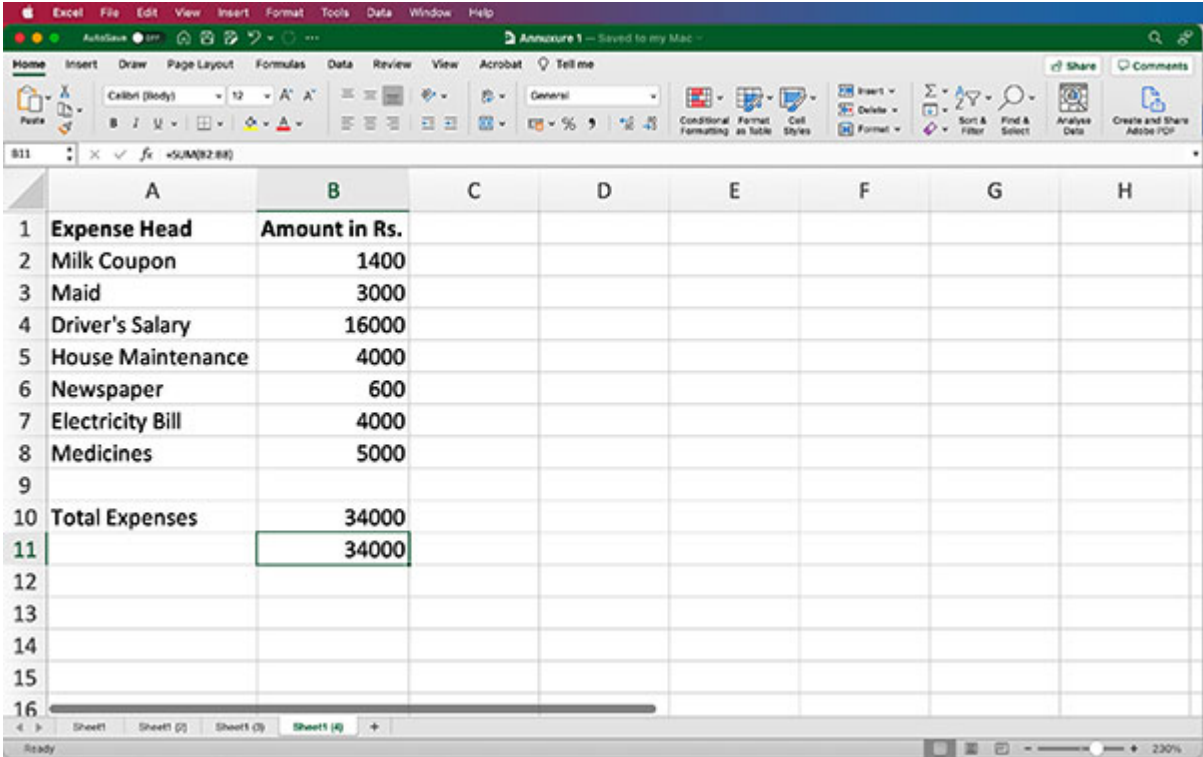 Excel File Edit View Insert Format Tools Data Window Help
AutoSave OFF Annuxure 1 — Saved to my Mac
Home Insert Draw Page Layout Formulas Data Review View Acrobat Tell me Share Comments
Paste Calibri (Body) 12 A^ A˅ General Conditional Formatting Format as Table Cell Styles Insert Delete Format Sort & Filter Find & Select Analyse Data Create and Share Adobe PDF
B I U A % 9
B11 fx =SUM(B2:B8)
A B C D E F G H
1 Expense Head Amount in Rs.
2 Milk Coupon 1400
3 Maid 3000
4 Driver's Salary 16000
5 House Maintenance 4000
6 Newspaper 600
7 Electricity Bill 4000
8 Medicines 5000
9
10 Total Expenses 34000
11 34000
12
13
14
15
16
Sheet1 Sheet1 (2) Sheet1 (3) Sheet1 (4) +
Ready 230%